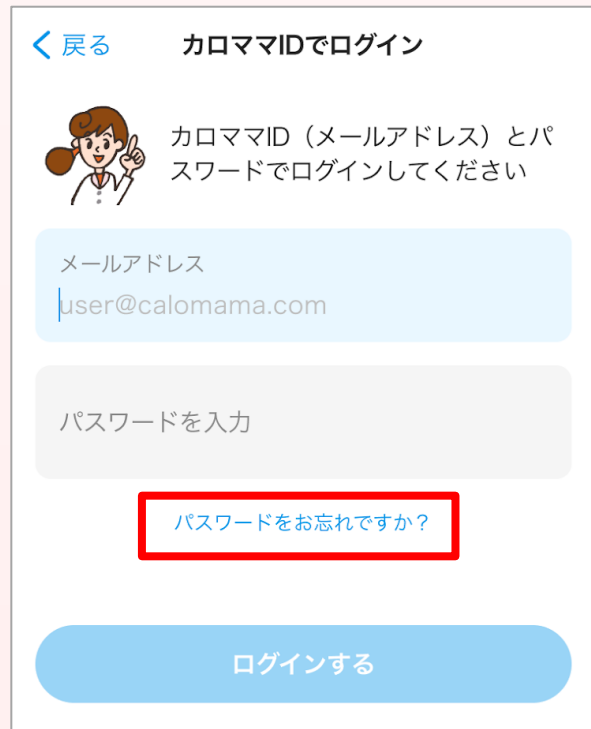 戻る カロママIDでログイン
カロママID（メールアドレス）とパ
スワードでログインしてください
メールアドレス
user@calomama.com
パスワードを入力
パスワードをお忘れですか？
ログインする